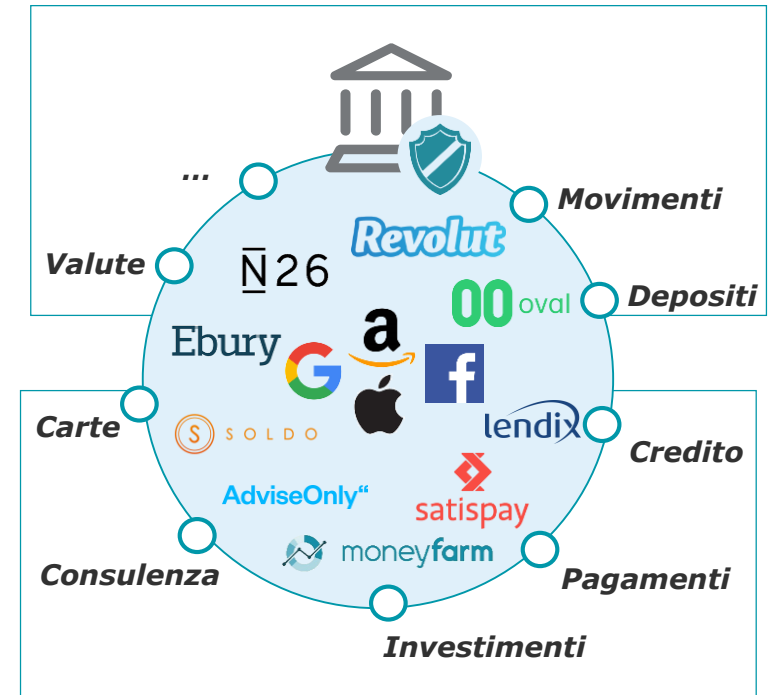 ...
Movimenti
Revolut
Valute
N26
Depositi
oval
Ebury
a
G
f
Carte
S SOLDO
lendix
Credito
AdviseOnly“
satispay
moneyfarm
Consulenza
Pagamenti
Investimenti